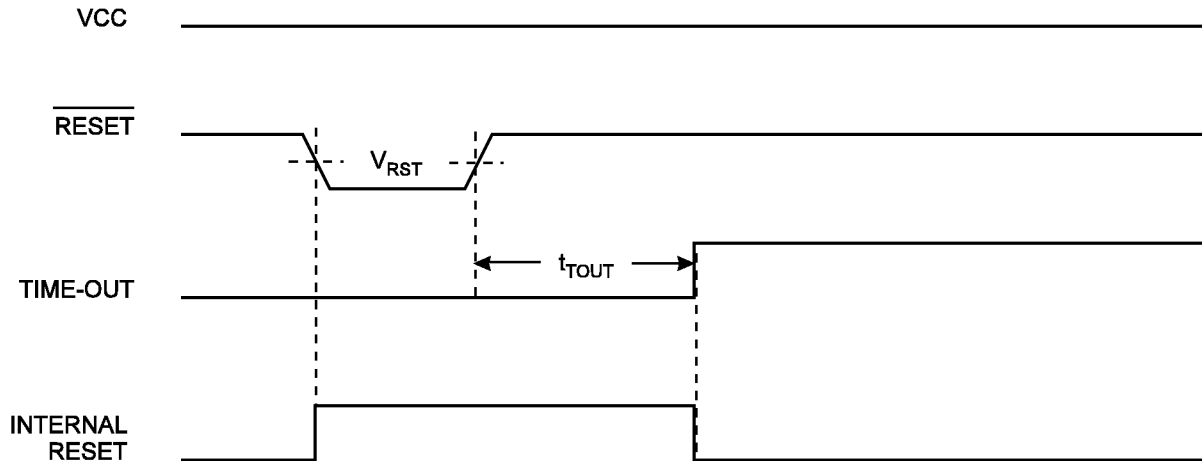 VCC
RESET
VRST
tTOUT
TIME-OUT
INTERNAL
RESET